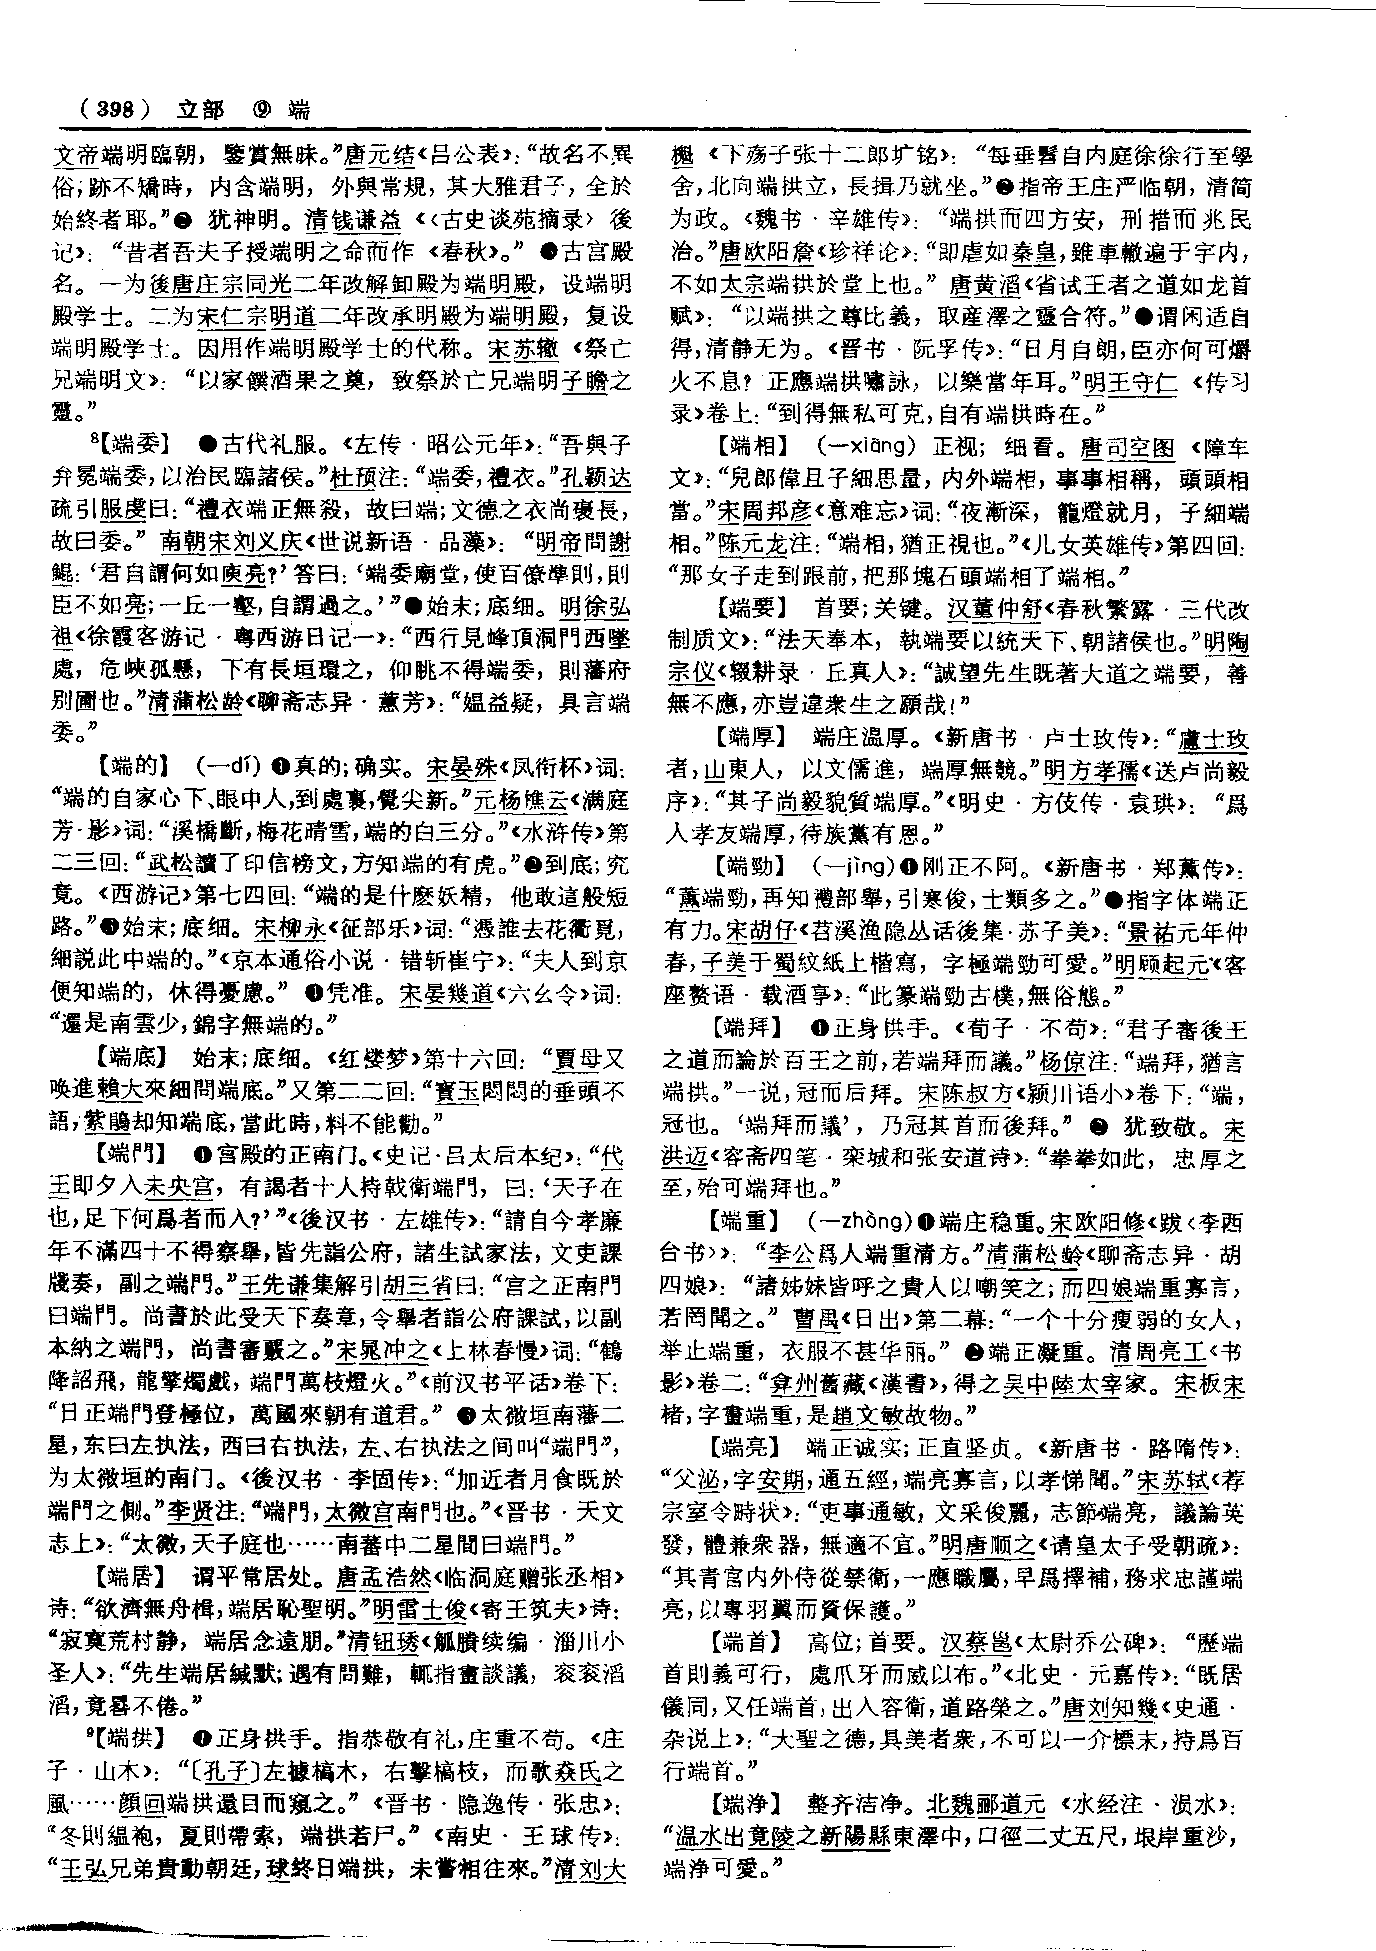 （398） 立部 ⑨ 端
文帝端明臨朝，鑒賞無昧。”唐元结《吕公表》：“故名不異
俗；跡不矯時，内含端明，外與常規，其大雅君子，全於
始終者耶。”❷ 犹神明。清钱谦益《〈古史谈苑摘录〉後
记》：“昔者吾夫子授端明之命而作《春秋》。” ❸古宫殿
名。一为後唐庄宗同光二年改解卸殿为端明殿，设端明
殿学士。二为宋仁宗明道二年改承明殿为端明殿，复设
端明殿学士。因用作端明殿学士的代称。宋苏辙《祭亡
兄端明文》：“以家饌酒果之奠，致祭於亡兄端明子瞻之
靈。”
⁸【端委】 ❶古代礼服。《左传·昭公元年》：“吾與子
弁冕端委，以治民臨諸侯。”杜预注：“端委，禮衣。”孔颖达
疏引服虔曰：“禮衣端正無殺，故曰端；文德之衣尚褒長，
故曰委。” 南朝宋刘义庆《世说新语·品藻》：“明帝問謝
鯤：‘君自謂何如庾亮？’答曰：‘端委廟堂，使百僚準則，則
臣不如亮；一丘一壑，自謂過之。’”❷始末；底细。明徐弘
祖《徐霞客游记·粤西游日记一》：“西行見峰頂洞門西墜
處，危峽孤懸，下有長垣環之，仰眺不得端委，則藩府
别圃也。”清蒲松龄《聊斋志异·蕙芳》：“媪益疑，具言端
委。”
【端的】 （—dí）❶真的；确实。宋晏殊《凤衔杯》词：
“端的自家心下、眼中人，到處裏，覺尖新。”元杨樵云《满庭
芳·影》词：“溪橋斷，梅花晴雪，端的白三分。”《水浒传》第
二三回：“武松讀了印信榜文，方知端的有虎。”❷到底；究
竟。《西游记》第七四回：“端的是什麽妖精，他敢這般短
路。”❸始末；底细。宋柳永《征部乐》词：“憑誰去花衢覓，
細説此中端的。”《京本通俗小说·错斩崔宁》：“夫人到京
便知端的，休得憂慮。” ❹凭准。宋晏幾道《六幺令》词：
“還是南雲少，錦字無端的。”
【端底】 始末；底细。《红楼梦》第十六回：“賈母又
唤進賴大來細問端底。”又第二二回：“寳玉悶悶的垂頭不
語，紫鵑却知端底，當此時，料不能勸。”
【端門】 ❶宫殿的正南门。《史记·吕太后本纪》：“代
王即夕入未央宫，有謁者十人持戟衛端門，曰：‘天子在
也，足下何爲者而入？’”《後汉书·左雄传》：“請自今孝廉
年不滿四十不得察舉，皆先詣公府，諸生試家法，文吏課
牋奏，副之端門。”王先谦集解引胡三省曰：“宫之正南門
曰端門。尚書於此受天下奏章，令舉者詣公府課試，以副
本納之端門，尚書審覈之。”宋晁冲之《上林春慢》词：“鶴
降詔飛，龍擎燭戲，端門萬枝燈火。”《前汉书平话》卷下：
“日正端門登極位，萬國來朝有道君。” ❷太微垣南藩二
星，东曰左执法，西曰右执法，左、右执法之间叫“端門”，
为太微垣的南门。《後汉书·李固传》：“加近者月食既於
端門之側。”李贤注：“端門，太微宫南門也。”《晋书·天文
志上》：“太微，天子庭也……南蕃中二星間曰端門。”
【端居】 谓平常居处。唐孟浩然《临洞庭赠张丞相》
诗：“欲濟無舟楫，端居恥聖明。”明雷士俊《寄王筑夫》诗：
“寂寞荒村静，端居念遠朋。”清钮琇《觚賸续编·淄川小
圣人》：“先生端居緘默；遇有問難，輒指畫談議，衮衮滔
滔，竟晷不倦。”
⁹【端拱】 ❶正身拱手。指恭敬有礼，庄重不苟。《庄
子·山木》：“〔孔子〕左據槁木，右擊槁枝，而歌猋氏之
風……顔回端拱還目而窺之。”《晋书·隐逸传·张忠》：
“冬則緼袍，夏則帶索，端拱若尸。”《南史·王球传》：
“王弘兄弟貴動朝廷，球終日端拱，未嘗相往來。”清刘大
櫆《下殇子张十二郎圹铭》：“每垂髫自内庭徐徐行至學
舍，北向端拱立，長揖乃就坐。”❷指帝王庄严临朝，清简
为政。《魏书·辛雄传》：“端拱而四方安，刑措而兆民
治。”唐欧阳詹《珍祥论》：“即虐如秦皇，雖車轍遍于宇内，
不如太宗端拱於堂上也。” 唐黄滔《省试王者之道如龙首
赋》：“以端拱之尊比義，取産澤之靈合符。”❸谓闲适自
得，清静无为。《晋书·阮孚传》：“日月自朗，臣亦何可爝
火不息？正應端拱嘯詠，以樂當年耳。”明王守仁《传习
录》卷上：“到得無私可克，自有端拱時在。”
【端相】 （—xiàng）正视；细看。唐司空图《障车
文》：“兒郎偉且子細思量，内外端相，事事相稱，頭頭相
當。”宋周邦彦《意难忘》词：“夜漸深，籠燈就月，子細端
相。”陈元龙注：“端相，猶正視也。”《儿女英雄传》第四回：
“那女子走到跟前，把那塊石頭端相了端相。”
【端要】 首要；关键。汉董仲舒《春秋繁露·三代改
制质文》：“法天奉本，執端要以統天下、朝諸侯也。”明陶
宗仪《辍耕录·丘真人》：“誠望先生既著大道之端要，善
無不應，亦豈違衆生之願哉！”
【端厚】 端庄温厚。《新唐书·卢士玫传》：“盧士玫
者，山東人，以文儒進，端厚無競。”明方孝孺《送卢尚毅
序》：“其子尚毅貌質端厚。”《明史·方伎传·袁珙》：“爲
人孝友端厚，待族黨有恩。”
【端勁】 （—jìng）❶刚正不阿。《新唐书·郑薰传》：
“薰端勁，再知禮部舉，引寒俊，士類多之。”❷指字体端正
有力。宋胡仔《苕溪渔隐丛话後集·苏子美》：“景祐元年仲
春，子美于蜀紋紙上楷寫，字極端勁可愛。”明顾起元《客
座赘语·载酒亭》：“此篆端勁古樸，無俗態。”
【端拜】 ❶正身拱手。《荀子·不苟》：“君子審後王
之道而論於百王之前，若端拜而議。”杨倞注：“端拜，猶言
端拱。”一说，冠而后拜。宋陈叔方《颍川语小》卷下：“端，
冠也。‘端拜而議’，乃冠其首而後拜。” ❷ 犹致敬。宋
洪迈《容斋四笔·栾城和张安道诗》：“拳拳如此，忠厚之
至，殆可端拜也。”
【端重】 （—zhòng）❶端庄稳重。宋欧阳修《跋〈李西
台书〉》：“李公爲人端重清方。”清蒲松龄《聊斋志异·胡
四娘》：“諸姊妹皆呼之貴人以嘲笑之；而四娘端重寡言，
若罔聞之。” 曹禺《日出》第二幕：“一个十分瘦弱的女人，
举止端重，衣服不甚华丽。” ❷端正凝重。清周亮工《书
影》卷二：“弇州舊藏《漢書》，得之吴中陸太宰家。宋板宋
楮，字畫端重，是趙文敏故物。”
【端亮】 端正诚实；正直坚贞。《新唐书·路隋传》：
“父泌，字安期，通五經，端亮寡言，以孝悌聞。”宋苏轼《荐
宗室令畤状》：“吏事通敏，文采俊麗，志節端亮，議論英
發，體兼衆器，無適不宜。”明唐顺之《请皇太子受朝疏》：
“其青宫内外侍從禁衛，一應職屬，早爲擇補，務求忠謹端
亮，以專羽翼而資保護。”
【端首】 高位；首要。汉蔡邕《太尉乔公碑》：“歷端
首則義可行，處爪牙而威以布。”《北史·元嘉传》：“既居
儀同，又任端首，出入容衛，道路榮之。”唐刘知幾《史通·
杂说上》：“大聖之德，具美者衆，不可以一介標末，持爲百
行端首。”
【端净】 整齐洁净。北魏郦道元《水经注·涢水》：
“温水出竟陵之新陽縣東澤中，口徑二丈五尺，垠岸重沙，
端净可愛。”